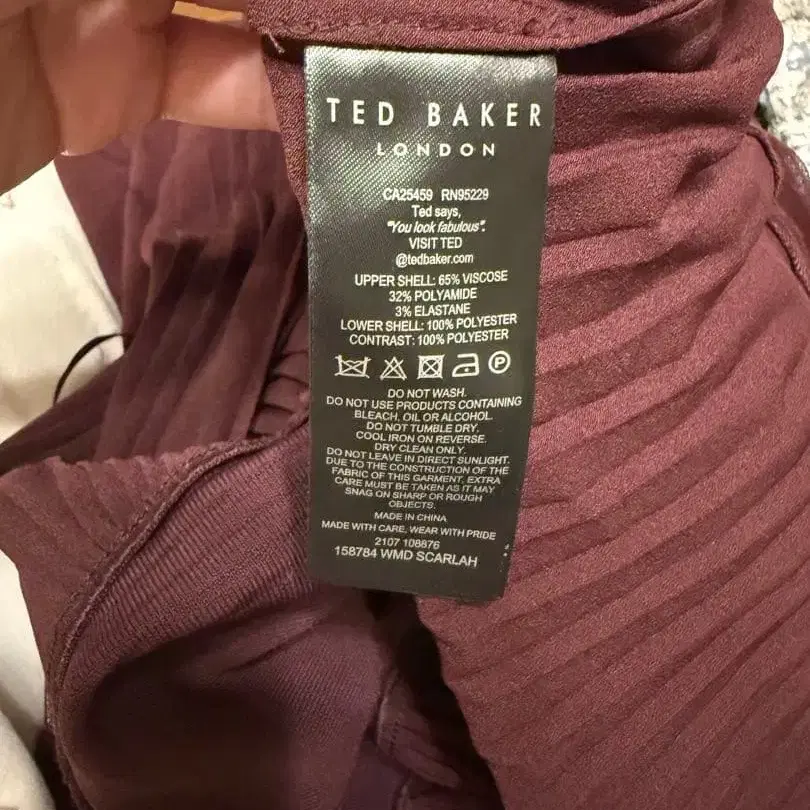 TED BAKER
LONDON
CA25459 RN95229
Ted says,
"You look fabulous".
VISIT TED
@tedbaker.com
UPPER SHELL: 65% VISCOSE
32% POLYAMIDE
3% ELASTANE
LOWER SHELL: 100% POLYESTER
CONTRAST: 100% POLYESTER
P
DO NOT WASH.
DO NOT USE PRODUCTS CONTAINING
BLEACH, OIL OR ALCOHOL.
DO NOT TUMBLE DRY.
COOL IRON ON REVERSE.
DRY CLEAN ONLY.
DO NOT LEAVE IN DIRECT SUNLIGHT.
DUE TO THE CONSTRUCTION OF THE
FABRIC OF THIS GARMENT, EXTRA
CARE MUST BE TAKEN AS IT MAY
SNAG ON SHARP OR ROUGH
OBJECTS.
MADE IN CHINA
MADE WITH CARE, WEAR WITH PRIDE
2107 108876
158784 WMD SCARLAH